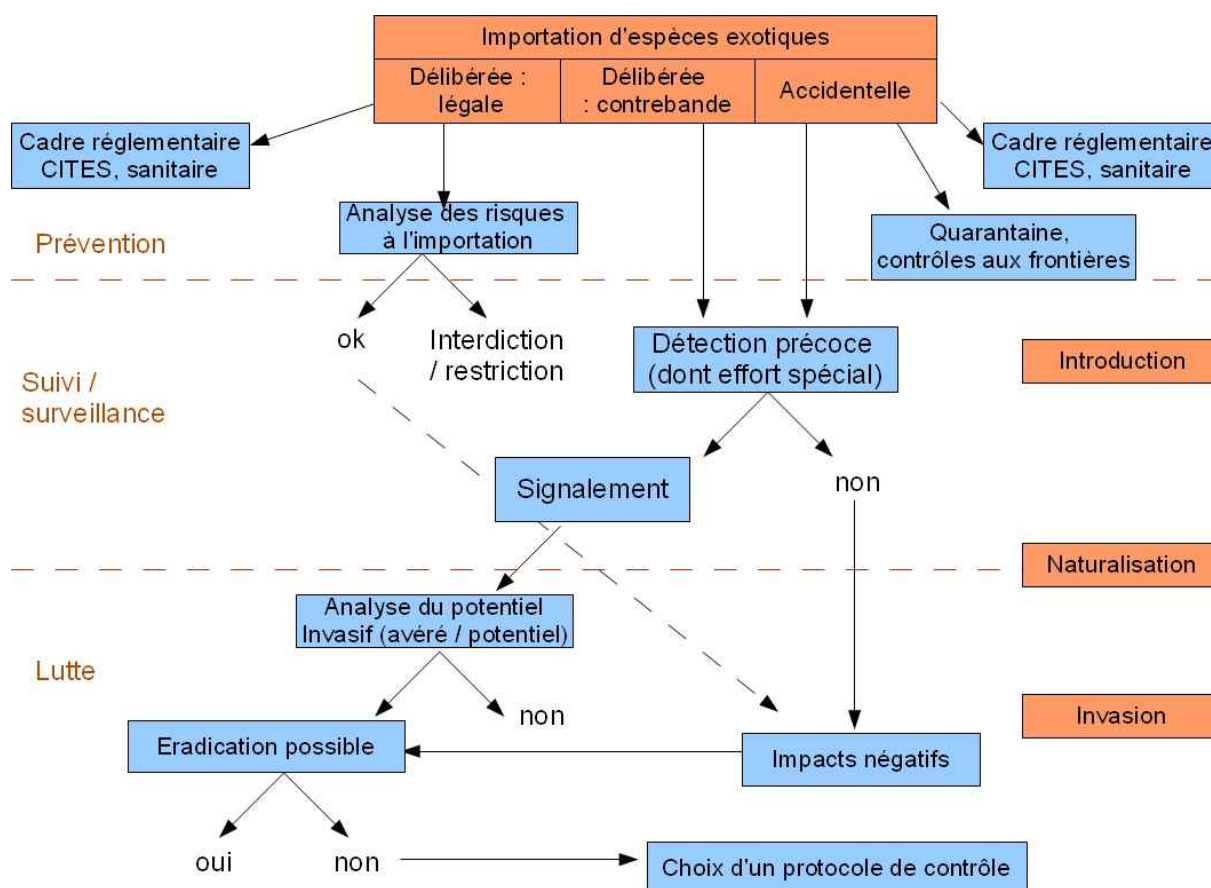 Importation d'espèces exotiques
Délibérée :
légale
Délibérée
: contrebande
Accidentelle
Cadre réglementaire
CITES, sanitaire
Cadre réglementaire
CITES, sanitaire
Analyse des risques
à l'importation
Quarantaine,
contrôles aux frontières
Prévention
ok
Interdiction
/ restriction
Détection précoce
(dont effort spécial)
Introduction
Suivi /
surveillance
Signalement
non
Naturalisation
Analyse du potentiel
Invasif (avéré / potentiel)
Lutte
non
Invasion
Eradication possible
Impacts négatifs
oui
non
Choix d'un protocole de contrôle